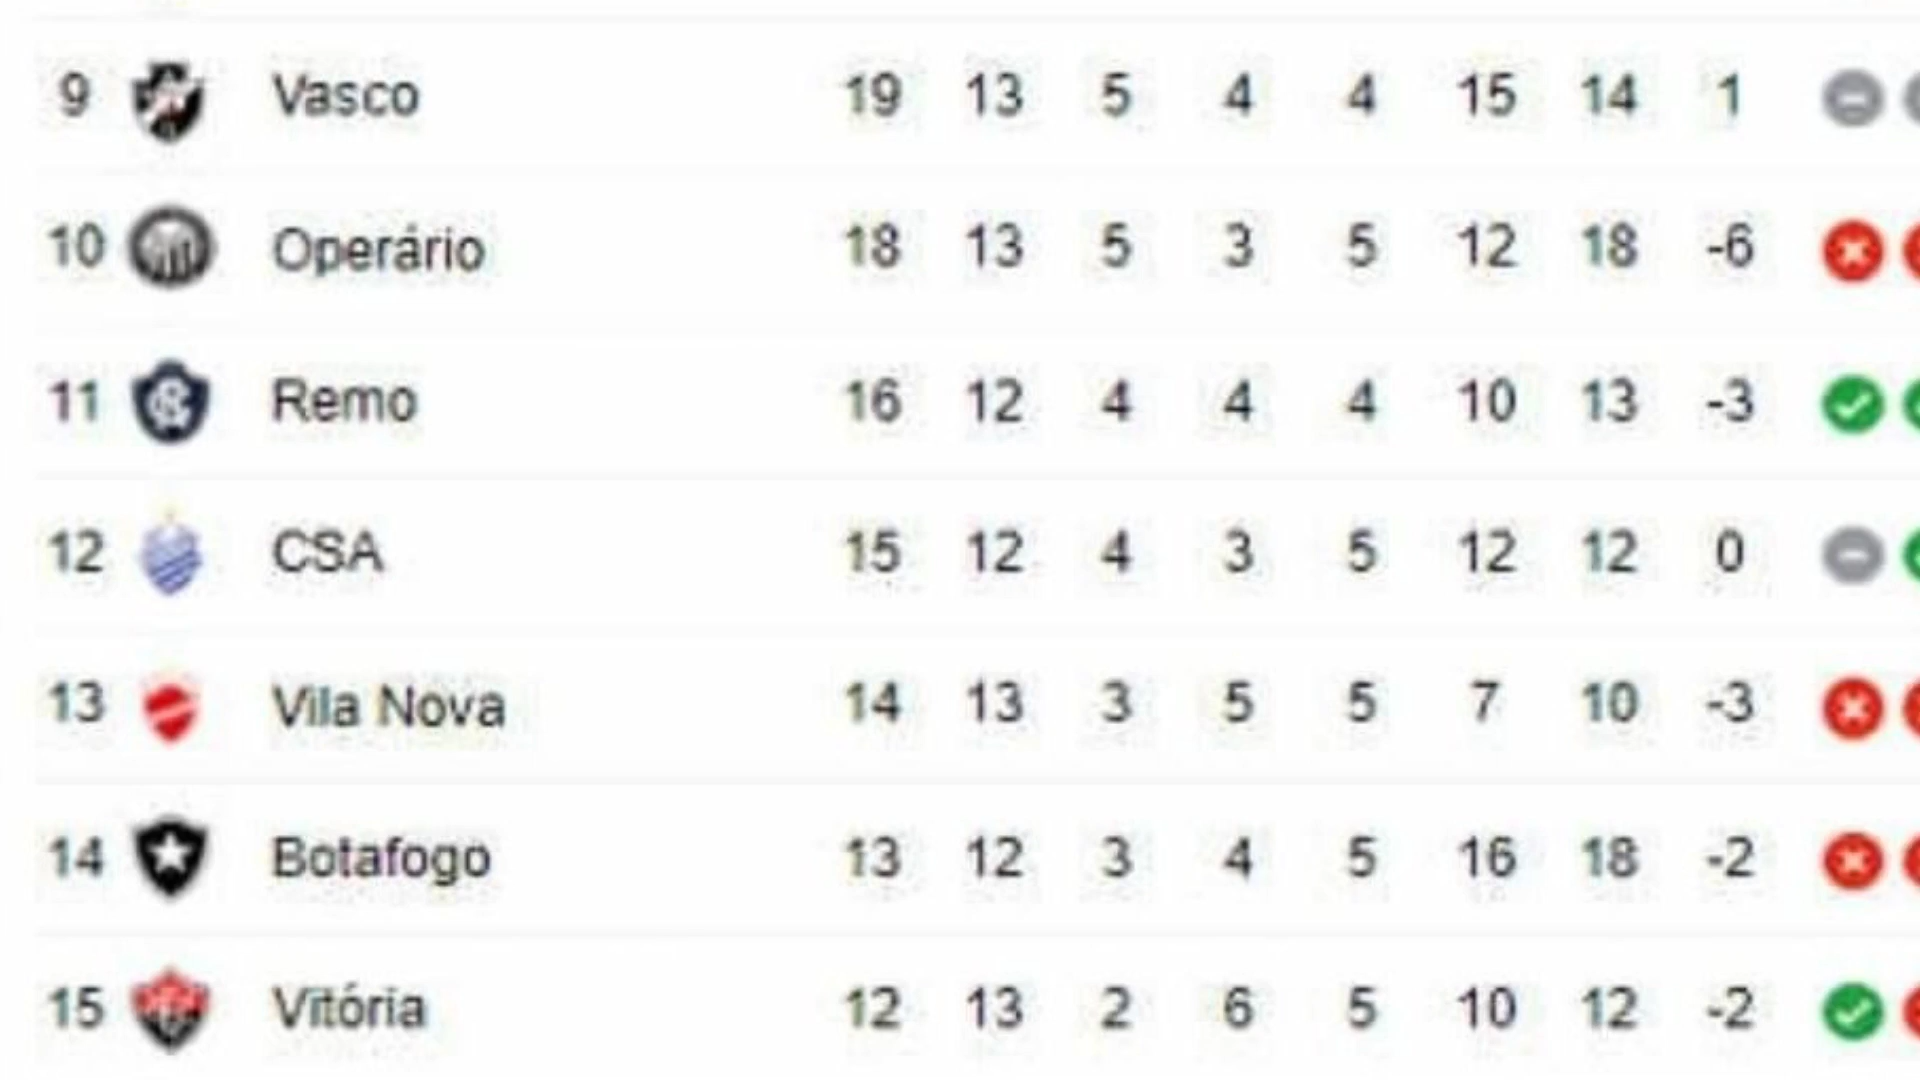 9 Vasco 19 13 5 4 4 15 14 1
10 Operário 18 13 5 3 5 12 18 -6
11 Remo 16 12 4 4 4 10 13 -3
12 CSA 15 12 4 3 5 12 12 0
13 Vila Nova 14 13 3 5 5 7 10 -3
14 Botafogo 13 12 3 4 5 16 18 -2
15 Vitória 12 13 2 6 5 10 12 -2